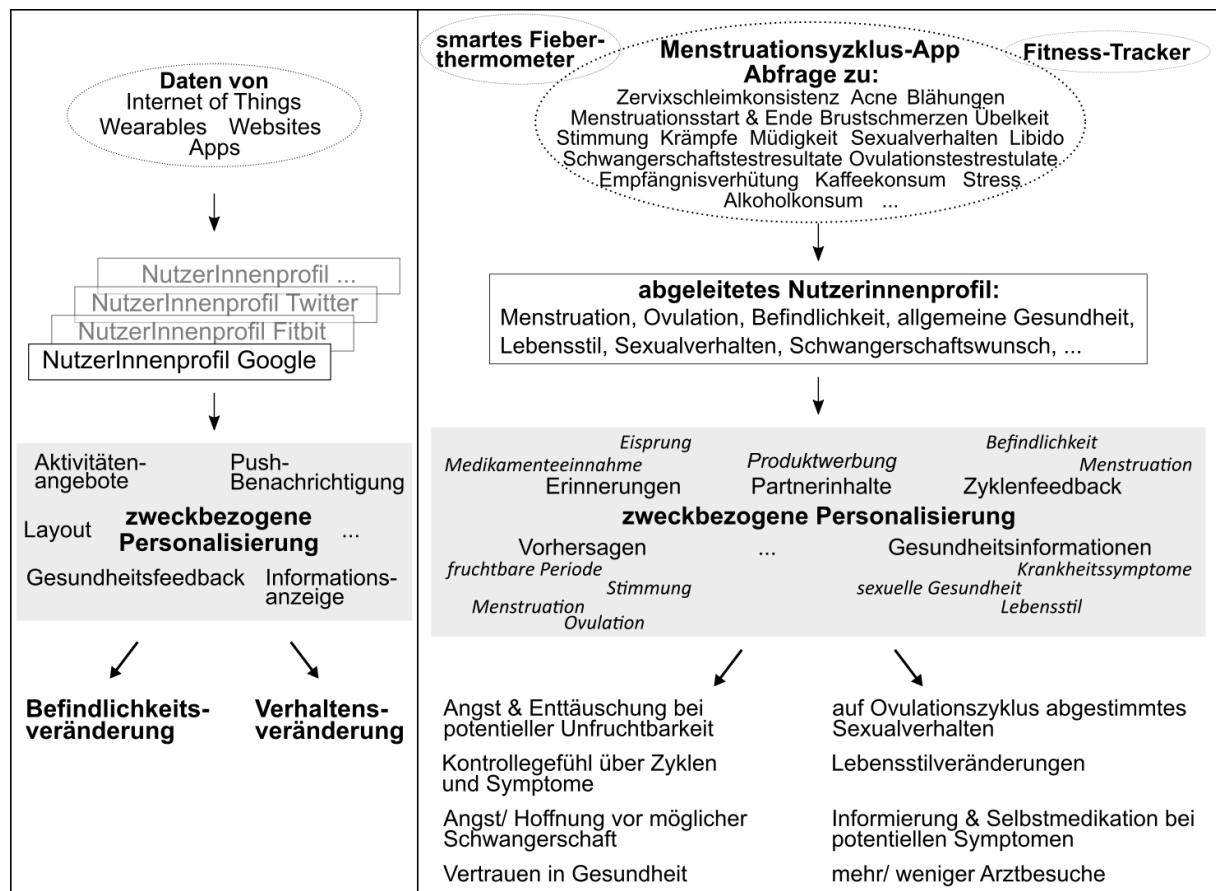 Daten von
Internet of Things
Wearables Websites
Apps
NutzerInnenprofil ...
NutzerInnenprofil Twitter
NutzerInnenprofil Fitbit
NutzerInnenprofil Google
Aktivitäten-
angebote
Push-
Benachrichtigung
Layout
zweckbezogene
Personalisierung
...
Gesundheitsfeedback
Informations-
anzeige
Befindlichkeits-
veränderung
Verhaltens-
veränderung
smartes Fieber-
thermometer
Menstruationsyzklus-App
Abfrage zu:
Fitness-Tracker
Zervixschleimkonsistenz Acne Blähungen
Menstruationsstart & Ende Brustschmerzen Übelkeit
Stimmung Krämpfe Müdigkeit Sexualverhalten Libido
Schwangerschaftstestresultate Ovulationstestrestulate
Empfängnisverhütung Kaffeekonsum Stress
Alkoholkonsum ...
abgeleitetes Nutzerinnenprofil:
Menstruation, Ovulation, Befindlichkeit, allgemeine Gesundheit,
Lebensstil, Sexualverhalten, Schwangerschaftswunsch, ...
Eisprung
Befindlichkeit
Medikamenteeinnahme
Produktwerbung
Menstruation
Erinnerungen
Partnerinhalte
Zyklenfeedback
zweckbezogene Personalisierung
Vorhersagen
...
Gesundheitsinformationen
fruchtbare Periode
Krankheitssymptome
Stimmung
sexuelle Gesundheit
Menstruation
Lebensstil
Ovulation
Angst & Enttäuschung bei
potentieller Unfruchtbarkeit
Kontrollegefühl über Zyklen
und Symptome
Angst/ Hoffnung vor möglicher
Schwangerschaft
Vertrauen in Gesundheit
auf Ovulationszyklus abgestimmtes
Sexualverhalten
Lebensstilveränderungen
Informierung & Selbstmedikation bei
potentiellen Symptomen
mehr/ weniger Arztbesuche